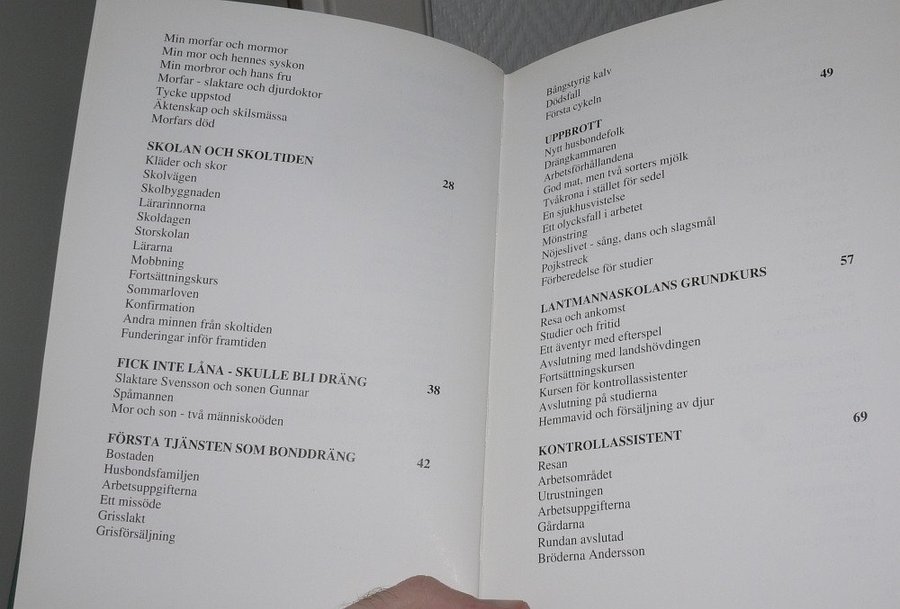 Min morfar och mormor
Min mor och hennes syskon
Min morbror och hans fru
Morfar - slaktare och djurdoktor
Tycke uppstod
Äktenskap och skilsmässa
Morfars död
SKOLAN OCH SKOLTIDEN 28
Kläder och skor
Skolvägen
Skolbyggnaden
Lärarinnorna
Skoldagen
Storskolan
Lärarna
Mobbning
Fortsättningskurs
Sommarloven
Konfirmation
Andra minnen från skoltiden
Funderingar inför framtiden
FICK INTE LÅNA - SKULLE BLI DRÄNG 38
Slaktare Svensson och sonen Gunnar
Spåmannen
Mor och son - två människoöden
FÖRSTA TJÄNSTEN SOM BONDDRÄNG 42
Bostaden
Husbondsfamiljen
Arbetsuppgifterna
Ett missöde
Grisslakt
Grisförsäljning
Bångstyrig kalv
Dödsfall
Första cykeln
UPPBROTT 49
Nytt husbondefolk
Drängkammaren
Arbetsförhållandena
God mat, men två sorters mjölk
Tvåkrona i stället för sedel
En sjukhusvistelse
Ett olycksfall i arbetet
Mönstring
Nöjeslivet - sång, dans och slagsmål
Pojkstreck
Förberedelse för studier
LANTMANNASKOLANS GRUNDKURS 57
Resa och ankomst
Studier och fritid
Ett äventyr med efterspel
Avslutning med landshövdingen
Fortsättningskursen
Kursen för kontrollassistenter
Avslutning på studierna
Hemmavid och försäljning av djur
KONTROLLASSISTENT 69
Resan
Arbetsområdet
Utrustningen
Arbetsuppgifterna
Gårdarna
Rundan avslutad
Bröderna Andersson